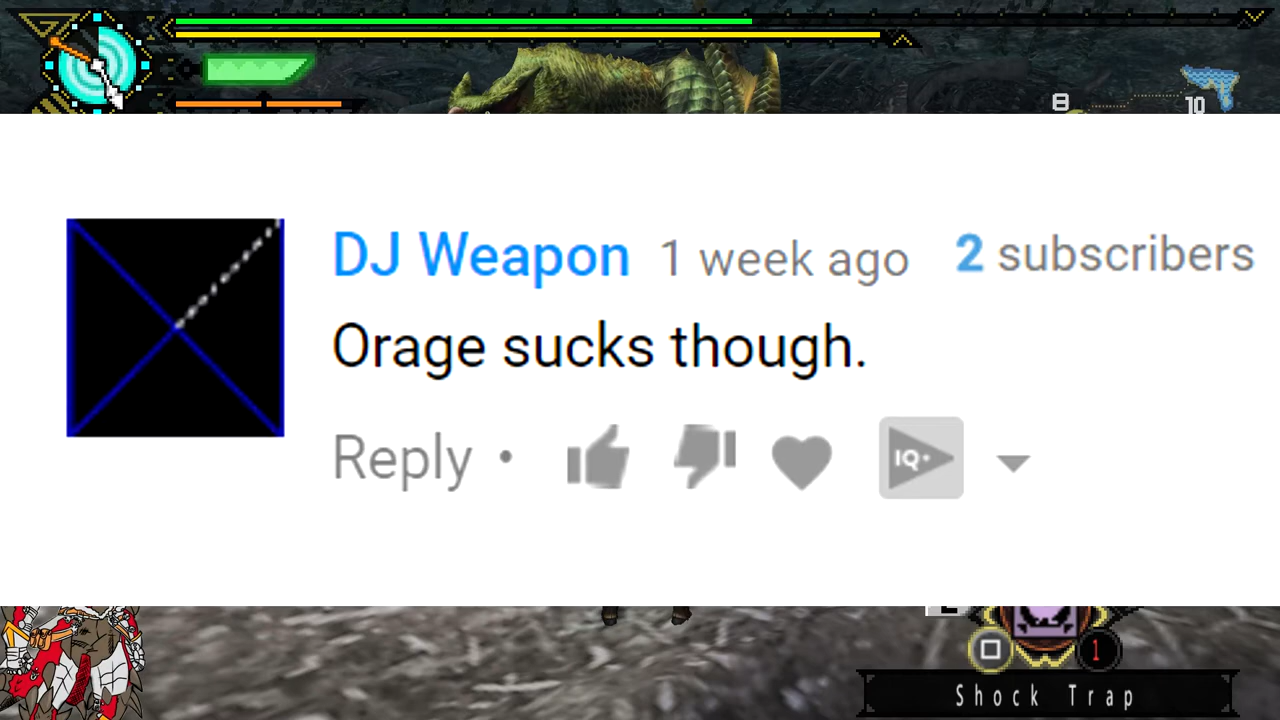 8
10
DJ Weapon 1 week ago 2 subscribers
Orage sucks though.
Reply •
IQ+
1
Shock Trap